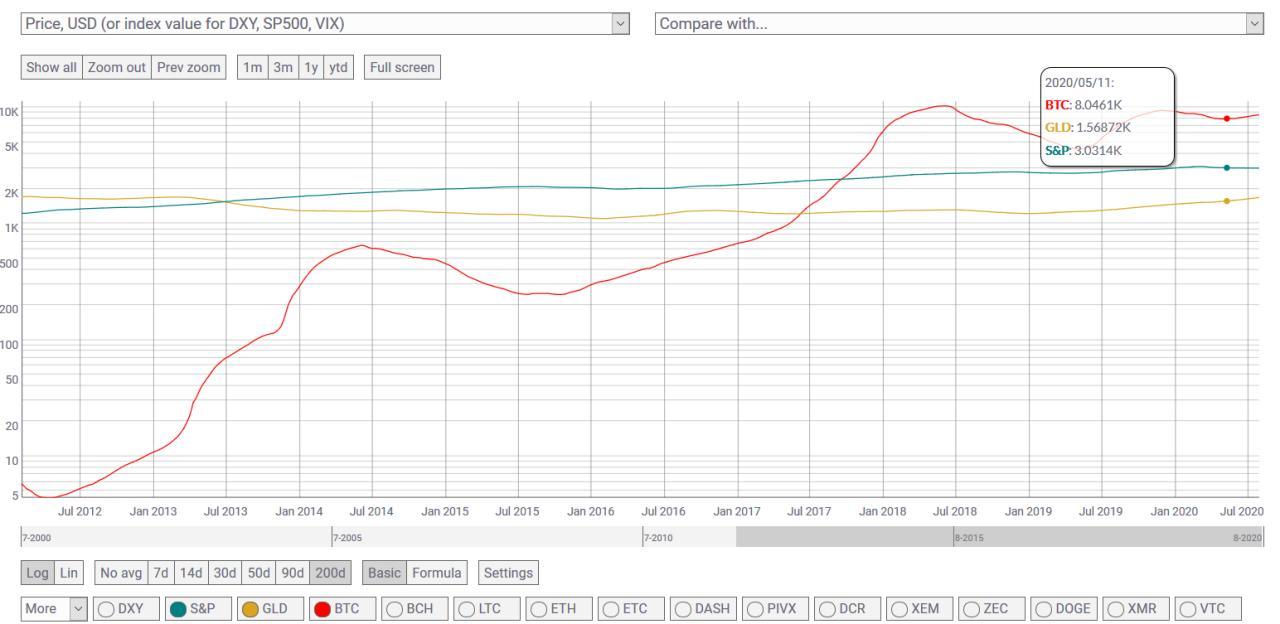 Price, USD (or index value for DXY, SP500, VIX) Compare with...
Show all Zoom out Prev zoom 1m 3m 1y ytd Full screen
2020/05/11:
BTC: 8.0461K
GLD: 1.56872K
S&P: 3.0314K
10K
5K
2K
1K
500
200
100
50
20
10
5
Jul 2012 Jan 2013 Jul 2013 Jan 2014 Jul 2014 Jan 2015 Jul 2015 Jan 2016 Jul 2016 Jan 2017 Jul 2017 Jan 2018 Jul 2018 Jan 2019 Jul 2019 Jan 2020 Jul 2020
7-2000 7-2005 7-2010 8-2015 8-2020
Log Lin No avg 7d 14d 30d 50d 90d 200d Basic Formula Settings
More DXY S&P GLD BTC BCH LTC ETH ETC DASH PIVX DCR XEM ZEC DOGE XMR VTC